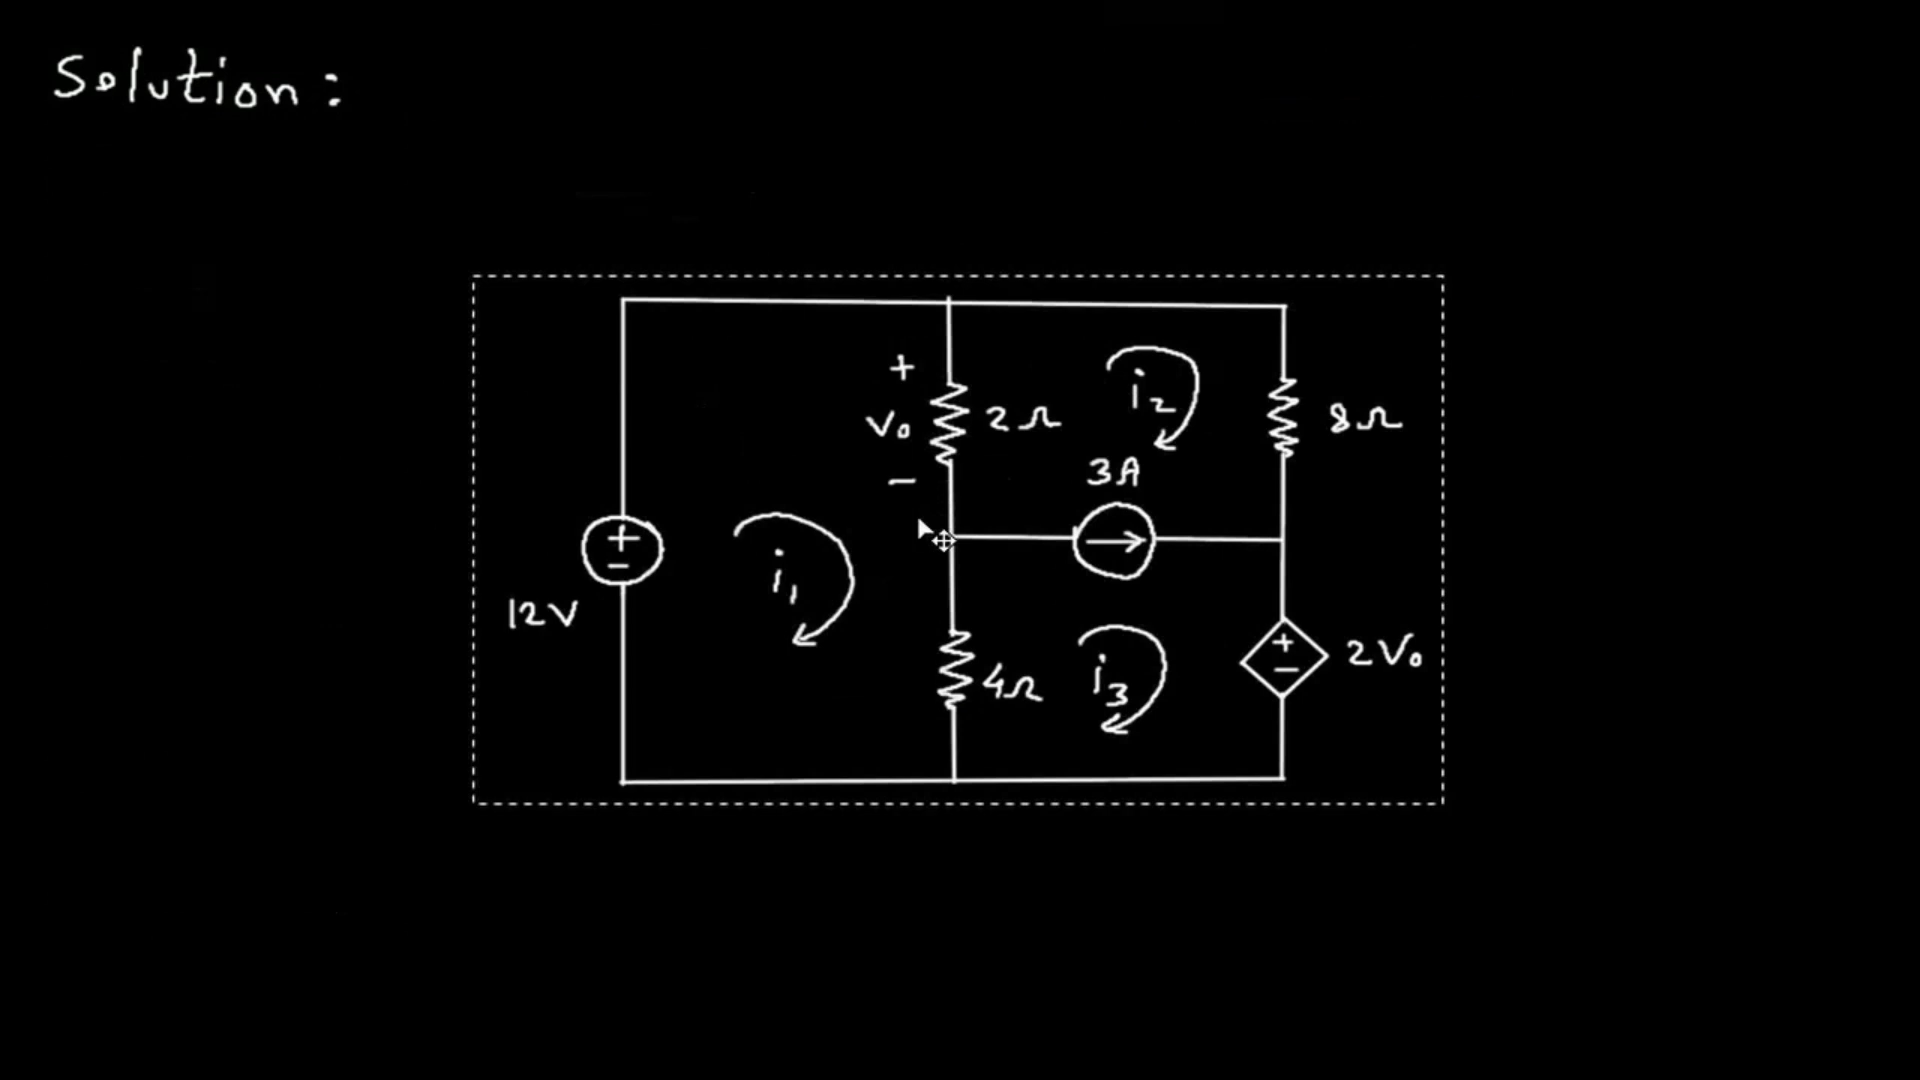 Solution:
+
V₀
-
2Ω
i₂
8Ω
3A
+
-
12V
i₁
4Ω
i₃
+
-
2V₀